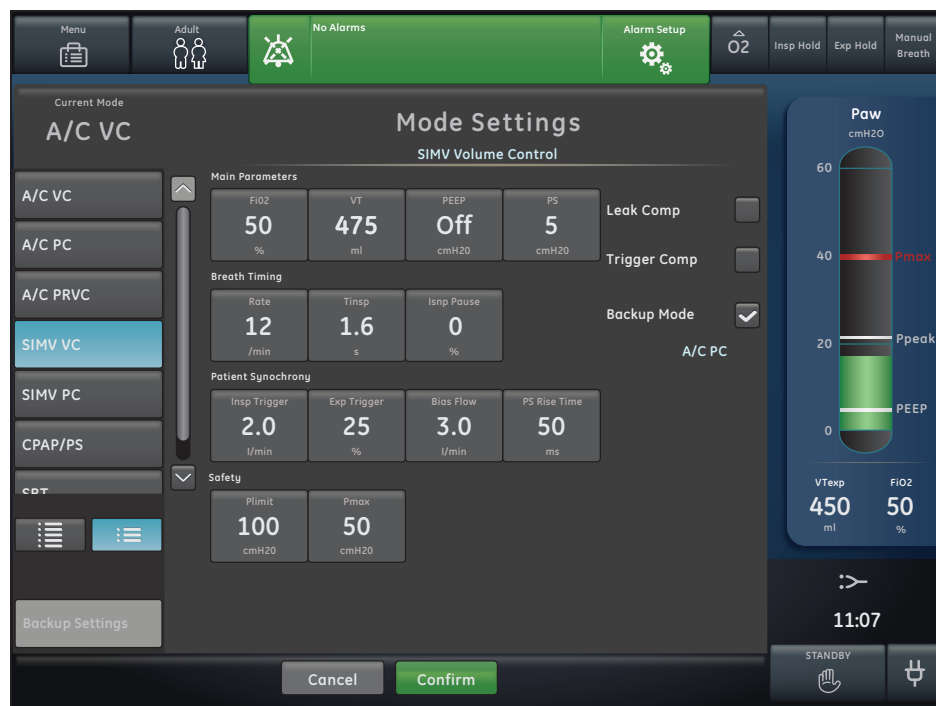 Menu
Adult
No Alarms
Alarm Setup
O2
Insp Hold
Exp Hold
Manual
Breath
Current Mode
A/C VC
Mode Settings
SIMV Volume Control
A/C VC
A/C PC
A/C PRVC
SIMV VC
SIMV PC
CPAP/PS
SBT
Backup Settings
Main Parameters
FiO2
50
%
VT
475
ml
PEEP
Off
cmH20
PS
5
cmH20
Leak Comp
Trigger Comp
Backup Mode
A/C PC
Breath Timing
Rate
12
/min
Tinsp
1.6
s
Isnp Pause
0
%
Patient Synochrony
Insp Trigger
2.0
l/min
Exp Trigger
25
%
Bias Flow
3.0
l/min
PS Rise Time
50
ms
Safety
Plimit
100
cmH20
Pmax
50
cmH20
Cancel
Confirm
Paw
cmH2O
60
40
Pmax
20
Ppeak
PEEP
0
VTexp
450
ml
FiO2
50
%
11:07
STANDBY